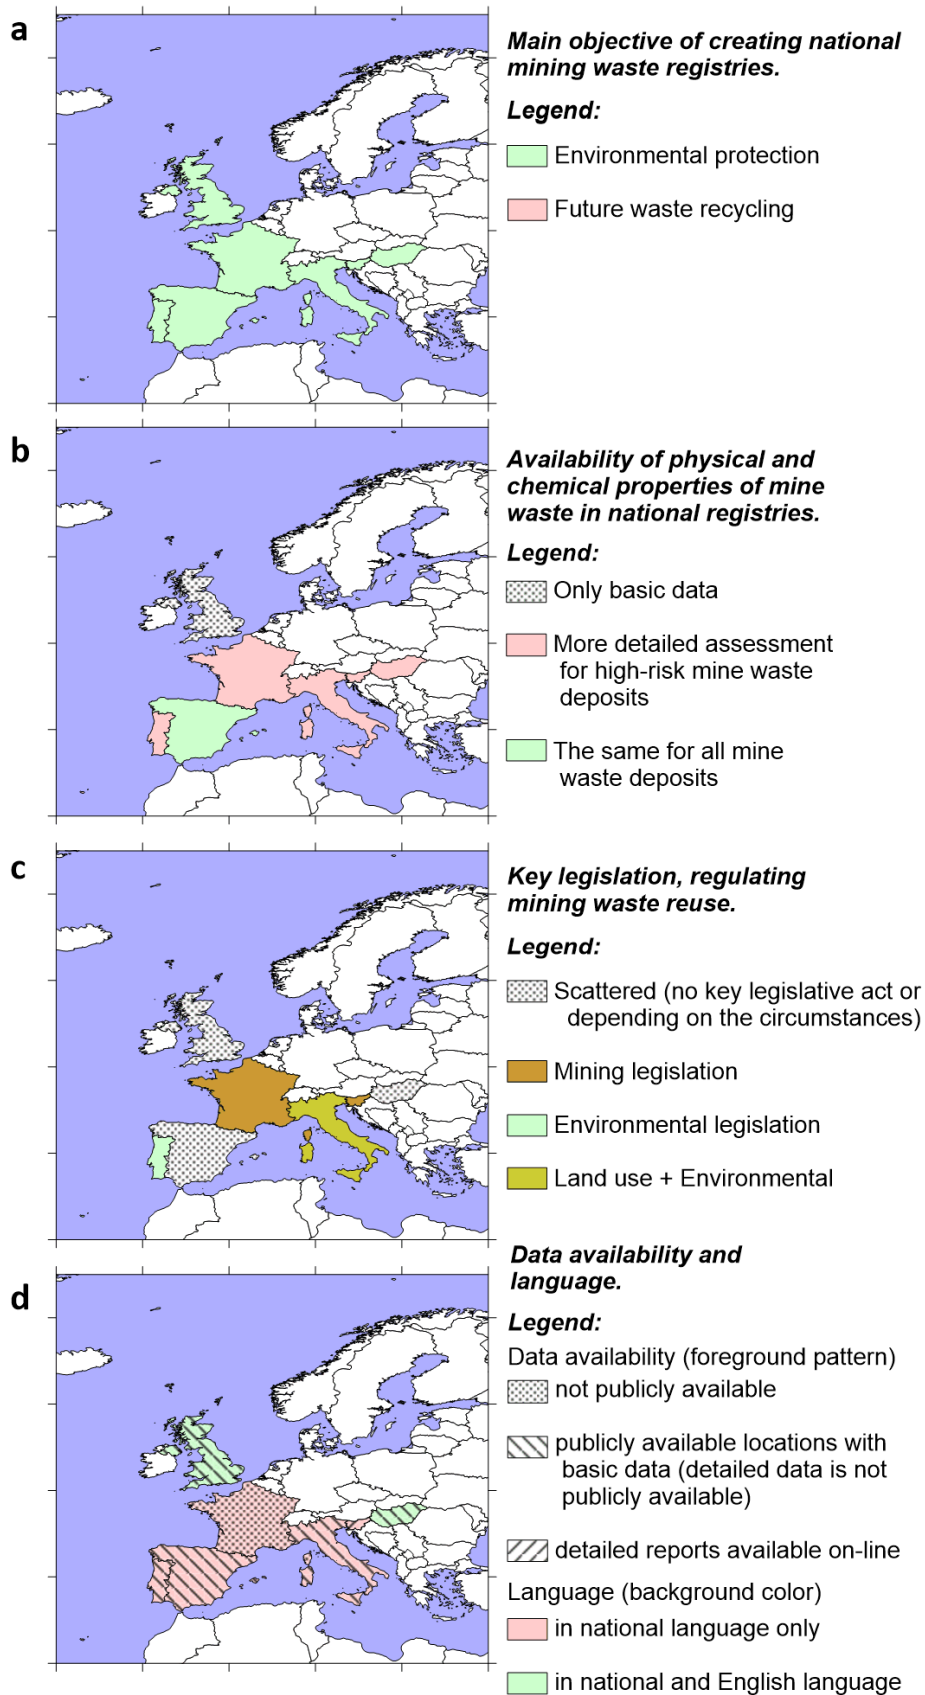 a
Main objective of creating national
mining waste registries.
Legend:
Environmental protection
Future waste recycling
b
Availability of physical and
chemical properties of mine
waste in national registries.
Legend:
Only basic data
More detailed assessment
for high-risk mine waste
deposits
The same for all mine
waste deposits
c
Key legislation, regulating
mining waste reuse.
Legend:
Scattered (no key legislative act or
depending on the circumstances)
Mining legislation
Environmental legislation
Land use + Environmental
d
Data availability and
language.
Legend:
Data availability (foreground pattern)
not publicly available
publicly available locations with
basic data (detailed data is not
publicly available)
detailed reports available on-line
Language (background color)
in national language only
in national and English language